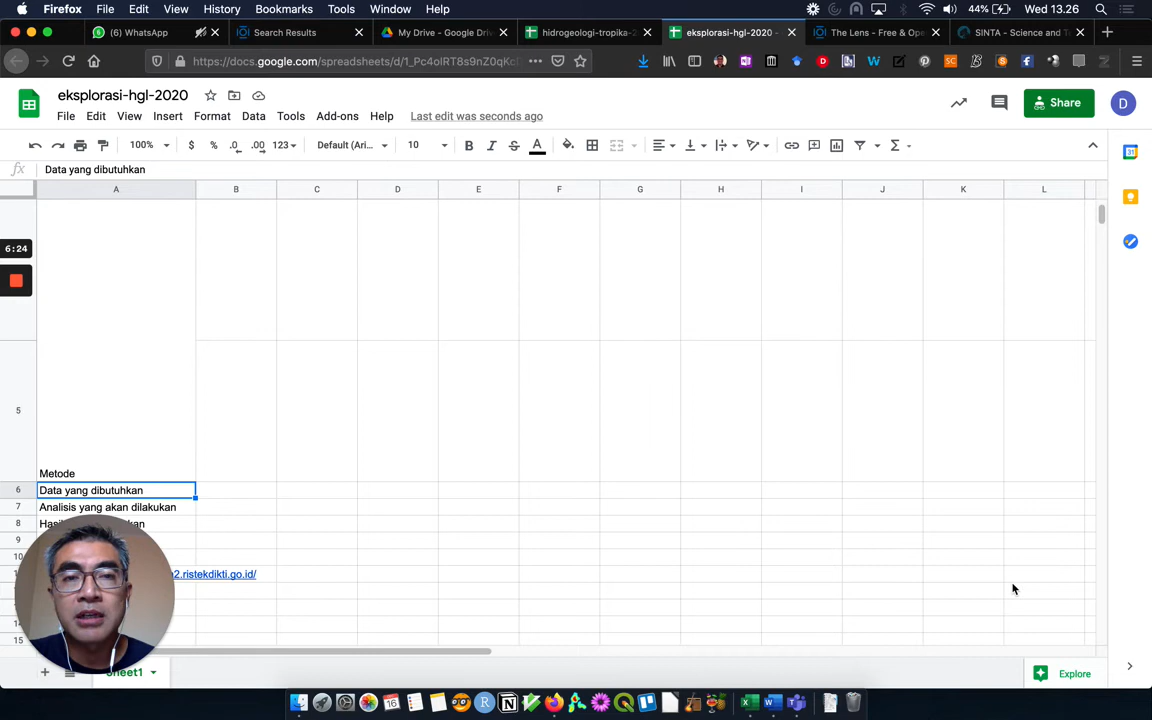 Firefox File Edit View History Bookmarks Tools Window Help 44% Wed 13.26
(6) WhatsApp Search Results My Drive - Google Dri hidrogeologi-tropika-2 eksplorasi-hgl-2020 - The Lens - Free & Ope SINTA - Science and T
https://docs.google.com/spreadsheets/d/1_Pc4oIRT8s9nZ0qKc
eksplorasi-hgl-2020
File Edit View Insert Format Data Tools Add-ons Help Last edit was seconds ago
Share D
100% $ % .0 .00 123 Default (Ari... 10 B I S A
fx Data yang dibutuhkan
A B C D E F G H I J K L
6:24
5 Metode
6 Data yang dibutuhkan
7 Analisis yang akan dilakukan
8
9
10
2.ristekdikti.go.id/
15
Sheet1
Explore